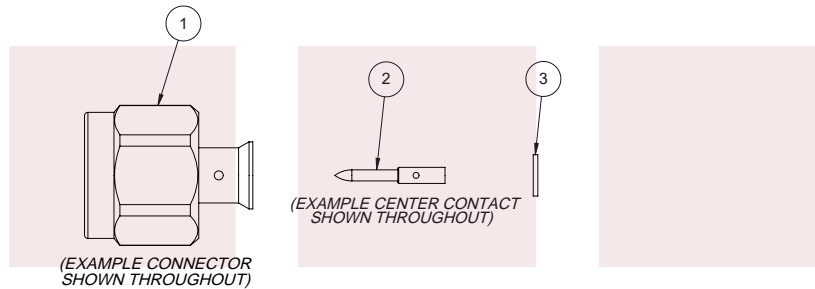 1
2
3
(EXAMPLE CENTER CONTACT
SHOWN THROUGHOUT)
(EXAMPLE CONNECTOR
SHOWN THROUGHOUT)